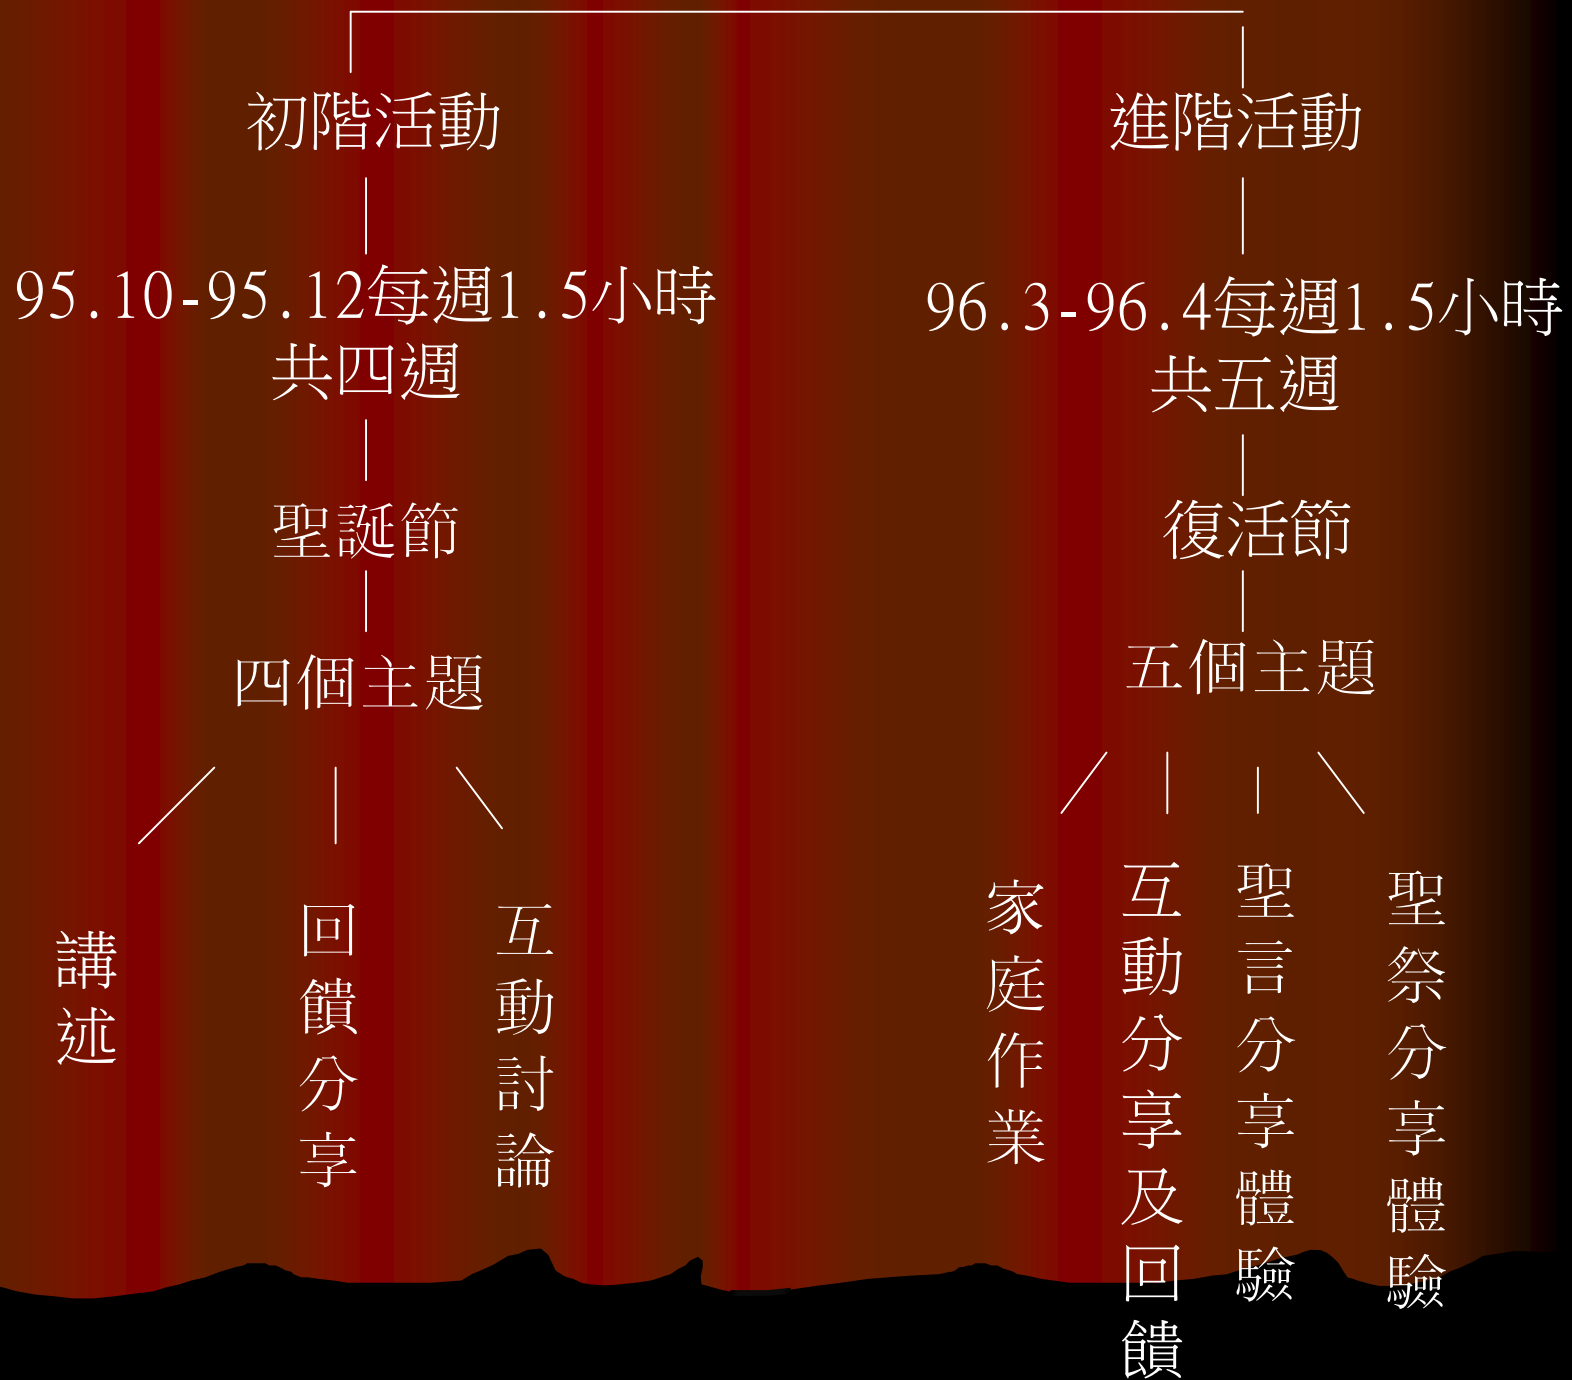 初階活動
95.10-95.12每週1.5小時
共四週
聖誕節
四個主題
講述
回饋分享
互動討論
進階活動
96.3-96.4每週1.5小時
共五週
復活節
五個主題
家庭作業
互動分享及回饋
聖言分享體驗
聖祭分享體驗